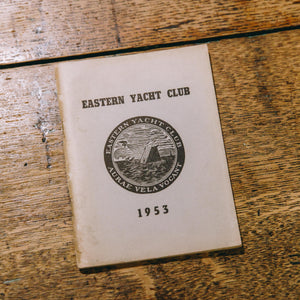 EASTERN YACHT CLUB
EASTERN YACHT CLUB
AURAE VELA VOCANT
1953